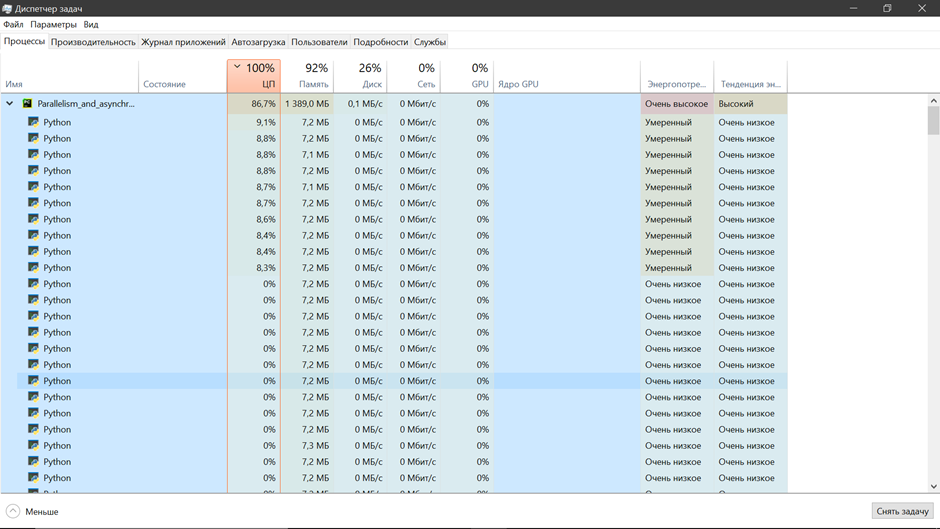 Диспетчер задач
Файл Параметры Вид
Процессы Производительность Журнал приложений Автозагрузка Пользователи Подробности Службы
100% 92% 26% 0% 0%
Имя Состояние ЦП Память Диск Сеть GPU Ядро GPU Энергопотре... Тенденция эн...
Parallelism_and_asynchr... 86,7% 1 389,0 МБ 0,1 МБ/с 0 Мбит/с 0% Очень высокое Высокий
Python 9,1% 7,2 МБ 0 МБ/с 0 Мбит/с 0% Умеренный Очень низкое
Python 8,8% 7,2 МБ 0 МБ/с 0 Мбит/с 0% Умеренный Очень низкое
Python 8,8% 7,1 МБ 0 МБ/с 0 Мбит/с 0% Умеренный Очень низкое
Python 8,8% 7,2 МБ 0 МБ/с 0 Мбит/с 0% Умеренный Очень низкое
Python 8,7% 7,1 МБ 0 МБ/с 0 Мбит/с 0% Умеренный Очень низкое
Python 8,7% 7,2 МБ 0 МБ/с 0 Мбит/с 0% Умеренный Очень низкое
Python 8,6% 7,2 МБ 0 МБ/с 0 Мбит/с 0% Умеренный Очень низкое
Python 8,4% 7,2 МБ 0 МБ/с 0 Мбит/с 0% Умеренный Очень низкое
Python 8,4% 7,2 МБ 0 МБ/с 0 Мбит/с 0% Умеренный Очень низкое
Python 8,3% 7,2 МБ 0 МБ/с 0 Мбит/с 0% Умеренный Очень низкое
Python 0% 7,2 МБ 0 МБ/с 0 Мбит/с 0% Очень низкое Очень низкое
Python 0% 7,2 МБ 0 МБ/с 0 Мбит/с 0% Очень низкое Очень низкое
Python 0% 7,2 МБ 0 МБ/с 0 Мбит/с 0% Очень низкое Очень низкое
Python 0% 7,2 МБ 0 МБ/с 0 Мбит/с 0% Очень низкое Очень низкое
Python 0% 7,2 МБ 0 МБ/с 0 Мбит/с 0% Очень низкое Очень низкое
Python 0% 7,2 МБ 0 МБ/с 0 Мбит/с 0% Очень низкое Очень низкое
Python 0% 7,2 МБ 0 МБ/с 0 Мбит/с 0% Очень низкое Очень низкое
Python 0% 7,2 МБ 0 МБ/с 0 Мбит/с 0% Очень низкое Очень низкое
Python 0% 7,2 МБ 0 МБ/с 0 Мбит/с 0% Очень низкое Очень низкое
Python 0% 7,2 МБ 0 МБ/с 0 Мбит/с 0% Очень низкое Очень низкое
Python 0% 7,3 МБ 0 МБ/с 0 Мбит/с 0% Очень низкое Очень низкое
Python 0% 7,2 МБ 0 МБ/с 0 Мбит/с 0% Очень низкое Очень низкое
Python 0% 7,2 МБ 0 МБ/с 0 Мбит/с 0% Очень низкое Очень низкое
Меньше Снять задачу